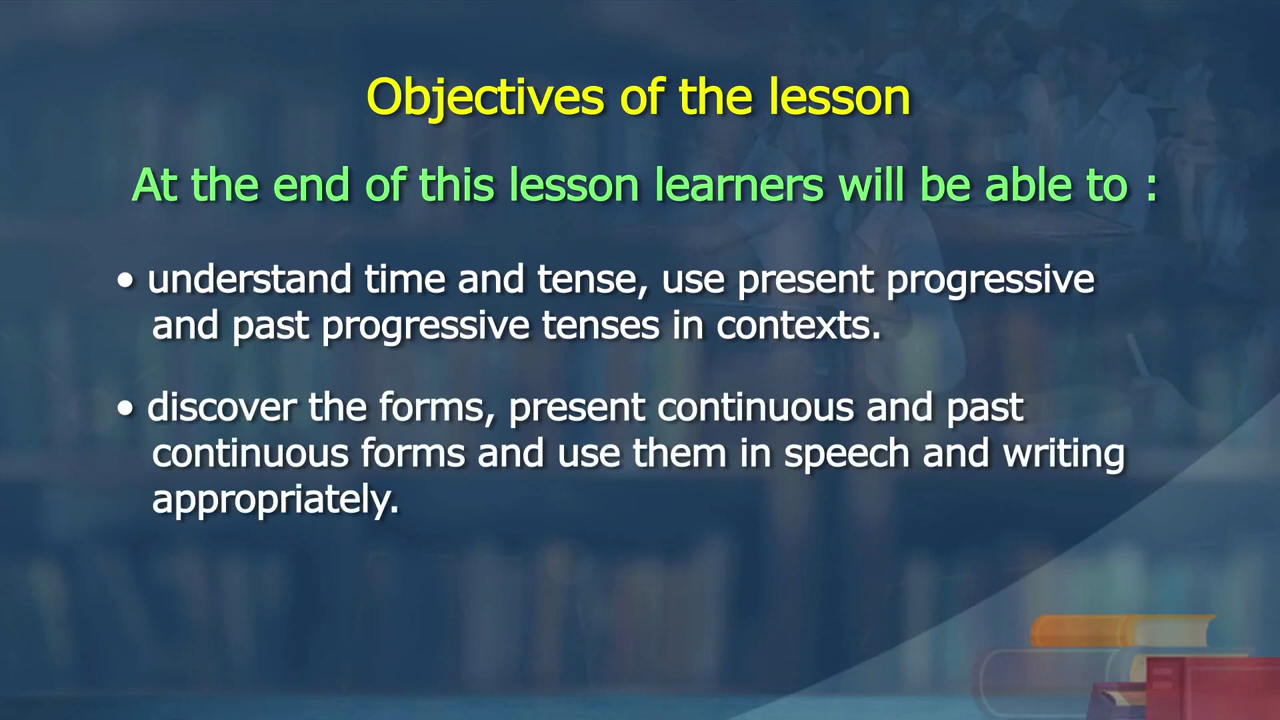 Objectives of the lesson
At the end of this lesson learners will be able to :
• understand time and tense, use present progressive
and past progressive tenses in contexts.
• discover the forms, present continuous and past
continuous forms and use them in speech and writing
appropriately.